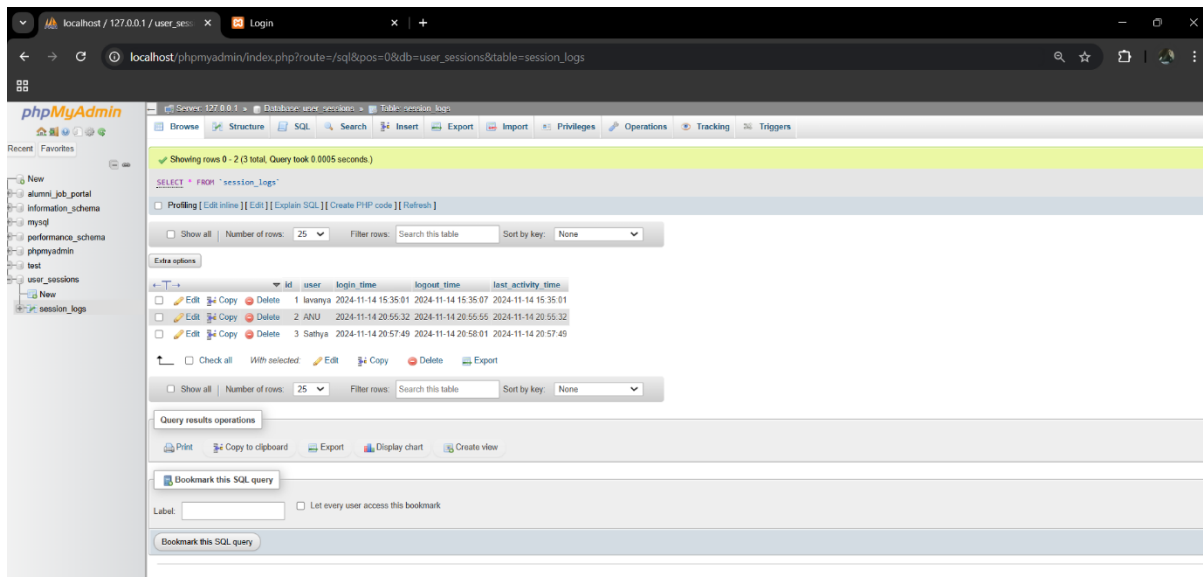 localhost / 127.0.0.1 / user_sess
Login
localhost/phpmyadmin/index.php?route=/sql&pos=0&db=user_sessions&table=session_logs
phpMyAdmin
Recent Favorites
New
alumni_job_portal
information_schema
mysql
performance_schema
phpmyadmin
test
user_sessions
New
session_logs
Server: 127.0.0.1 » Database: user_sessions » Table: session_logs
Browse Structure SQL Search Insert Export Import Privileges Operations Tracking Triggers
Showing rows 0 - 2 (3 total, Query took 0.0005 seconds.)
SELECT * FROM `session_logs`
Profiling [ Edit inline ] [ Edit ] [ Explain SQL ] [ Create PHP code ] [ Refresh ]
Show all | Number of rows: 25 Filter rows: Search this table Sort by key: None
Extra options
←T→ id user login_time logout_time last_activity_time
Edit Copy Delete 1 lavanya 2024-11-14 15:35:01 2024-11-14 15:35:07 2024-11-14 15:35:01
Edit Copy Delete 2 ANU 2024-11-14 20:55:32 2024-11-14 20:55:55 2024-11-14 20:55:32
Edit Copy Delete 3 Sathya 2024-11-14 20:57:49 2024-11-14 20:58:01 2024-11-14 20:57:49
Check all With selected: Edit Copy Delete Export
Show all | Number of rows: 25 Filter rows: Search this table Sort by key: None
Query results operations
Print Copy to clipboard Export Display chart Create view
Bookmark this SQL query
Label: Let every user access this bookmark
Bookmark this SQL query